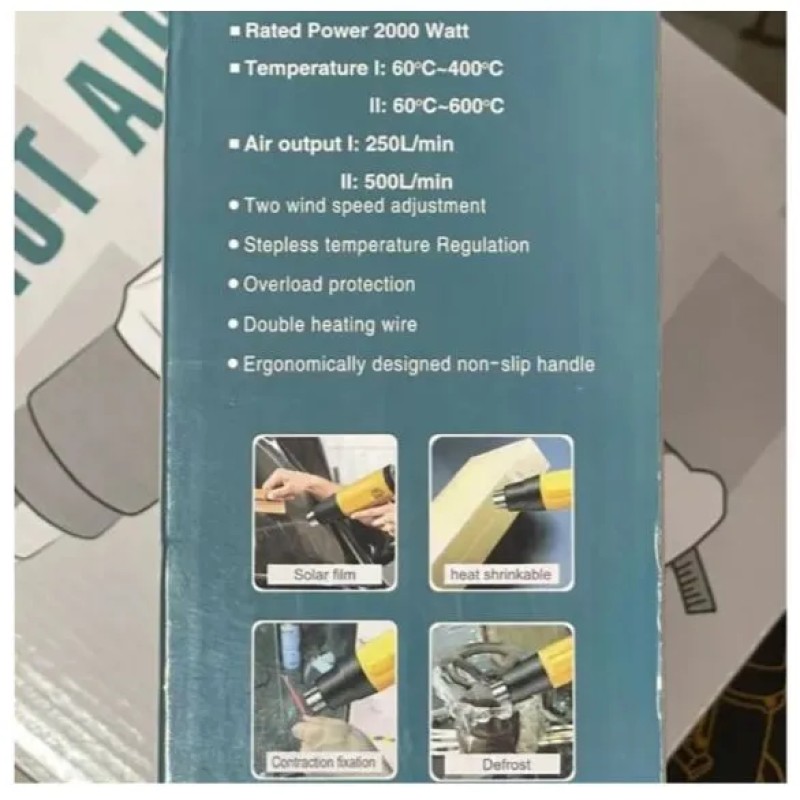 OT AI
■ Rated Power 2000 Watt
■ Temperature I: 60°C~400°C
II: 60°C~600°C
■ Air output I: 250L/min
II: 500L/min
● Two wind speed adjustment
● Stepless temperature Regulation
● Overload protection
● Double heating wire
● Ergonomically designed non-slip handle
Solar film
heat shrinkable
Contraction fixation
Defrost